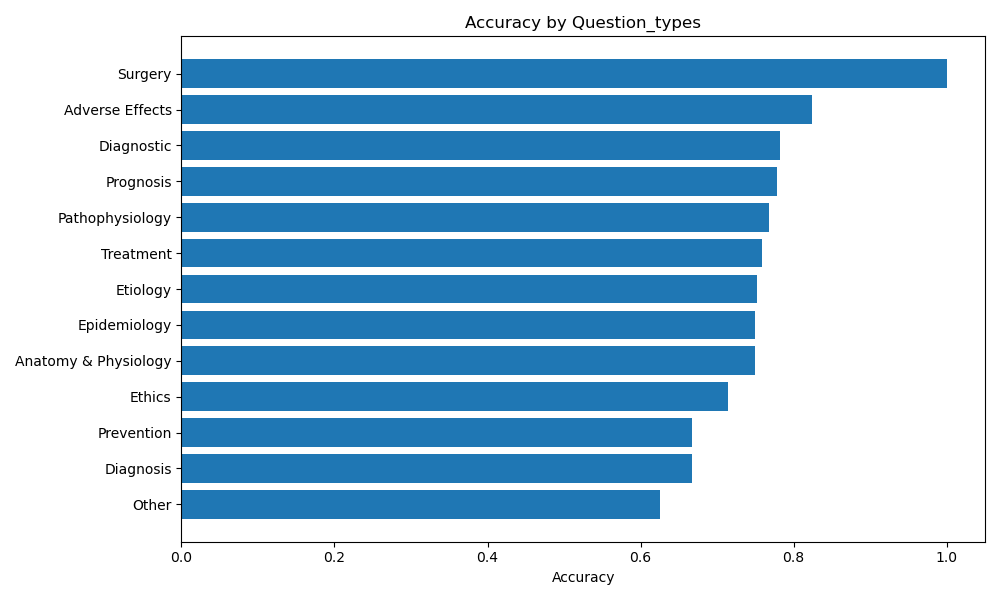 Accuracy by Question_types
Surgery
Adverse Effects
Diagnostic
Prognosis
Pathophysiology
Treatment
Etiology
Epidemiology
Anatomy & Physiology
Ethics
Prevention
Diagnosis
Other
0.0 0.2 0.4 0.6 0.8 1.0
Accuracy